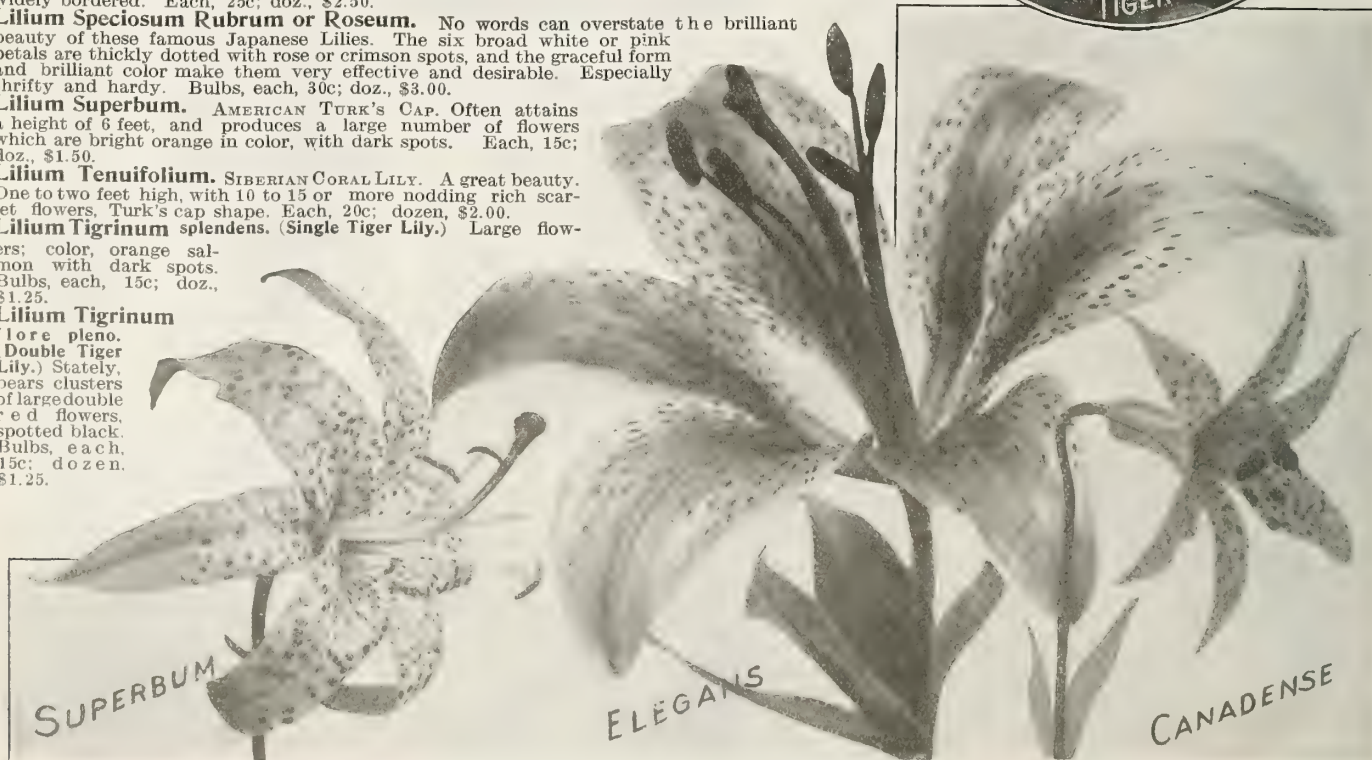 bordered. Each, 25c; doz., $2.50.
Lilium Speciosum Rubrum or Roseum. No words can overstate the brilliant
beauty of these famous Japanese Lilies. The six broad white or pink
petals are thickly dotted with rose or crimson spots, and the graceful form
and brilliant color make them very effective and desirable. Especially
thrifty and hardy. Bulbs, each, 30c; doz., $3.00.
Lilium Superbum. AMERICAN TURK'S CAP. Often attains
a height of 6 feet, and produces a large number of flowers
which are bright orange in color, with dark spots. Each, 15c;
doz., $1.50.
Lilium Tenuifolium. SIBERIAN CORAL LILY. A great beauty.
One to two feet high, with 10 to 15 or more nodding rich scar-
let flowers, Turk's cap shape. Each, 20c; dozen, $2.00.
Lilium Tigrinum splendens. (Single Tiger Lily.) Large flow-
ers; color, orange sal-
mon with dark spots.
Bulbs, each, 15c; doz.,
$1.25.
Lilium Tigrinum
flore pleno.
(Double Tiger
Lily.) Stately,
bears clusters
of large double
red flowers,
spotted black.
Bulbs, each,
15c; dozen,
$1.25.
TIGER
SUPERBUM
ELEGANS
CANADENSE